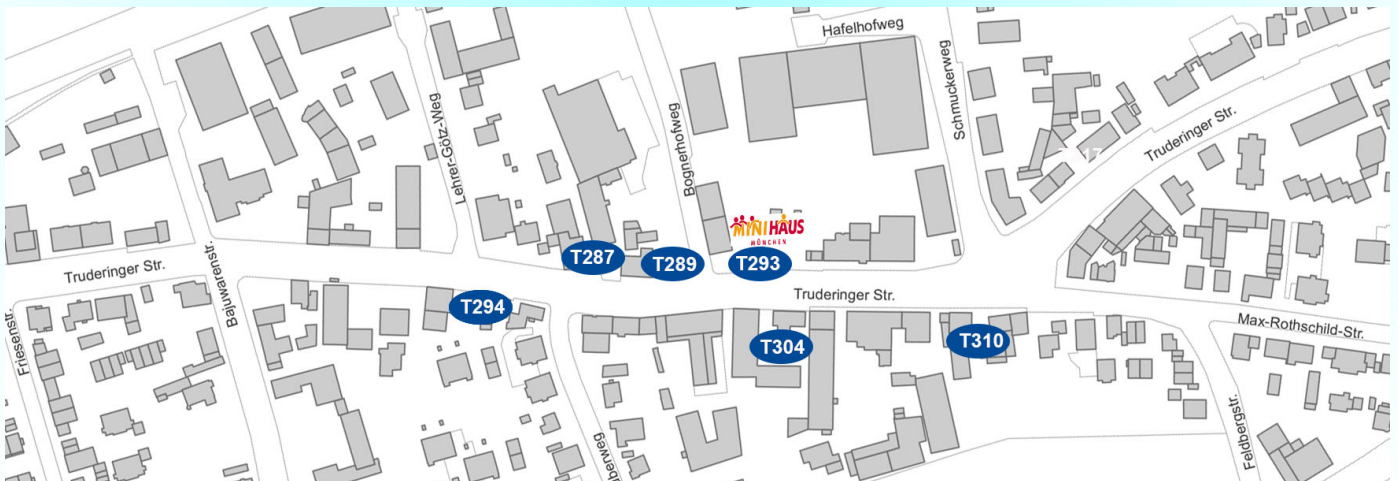 Hafelhofweg
Schmuckerweg
Lehrer-Götz-Weg
Bognerhofweg
Truderinger Str.
MINIHAUS
MÜNCHEN
T287
T289
T293
Truderinger Str.
Bajuwarenstr.
Friesenstr.
T294
Truderinger Str.
T304
T310
Max-Rothschild-Str.
Feldbergstr.
berweg